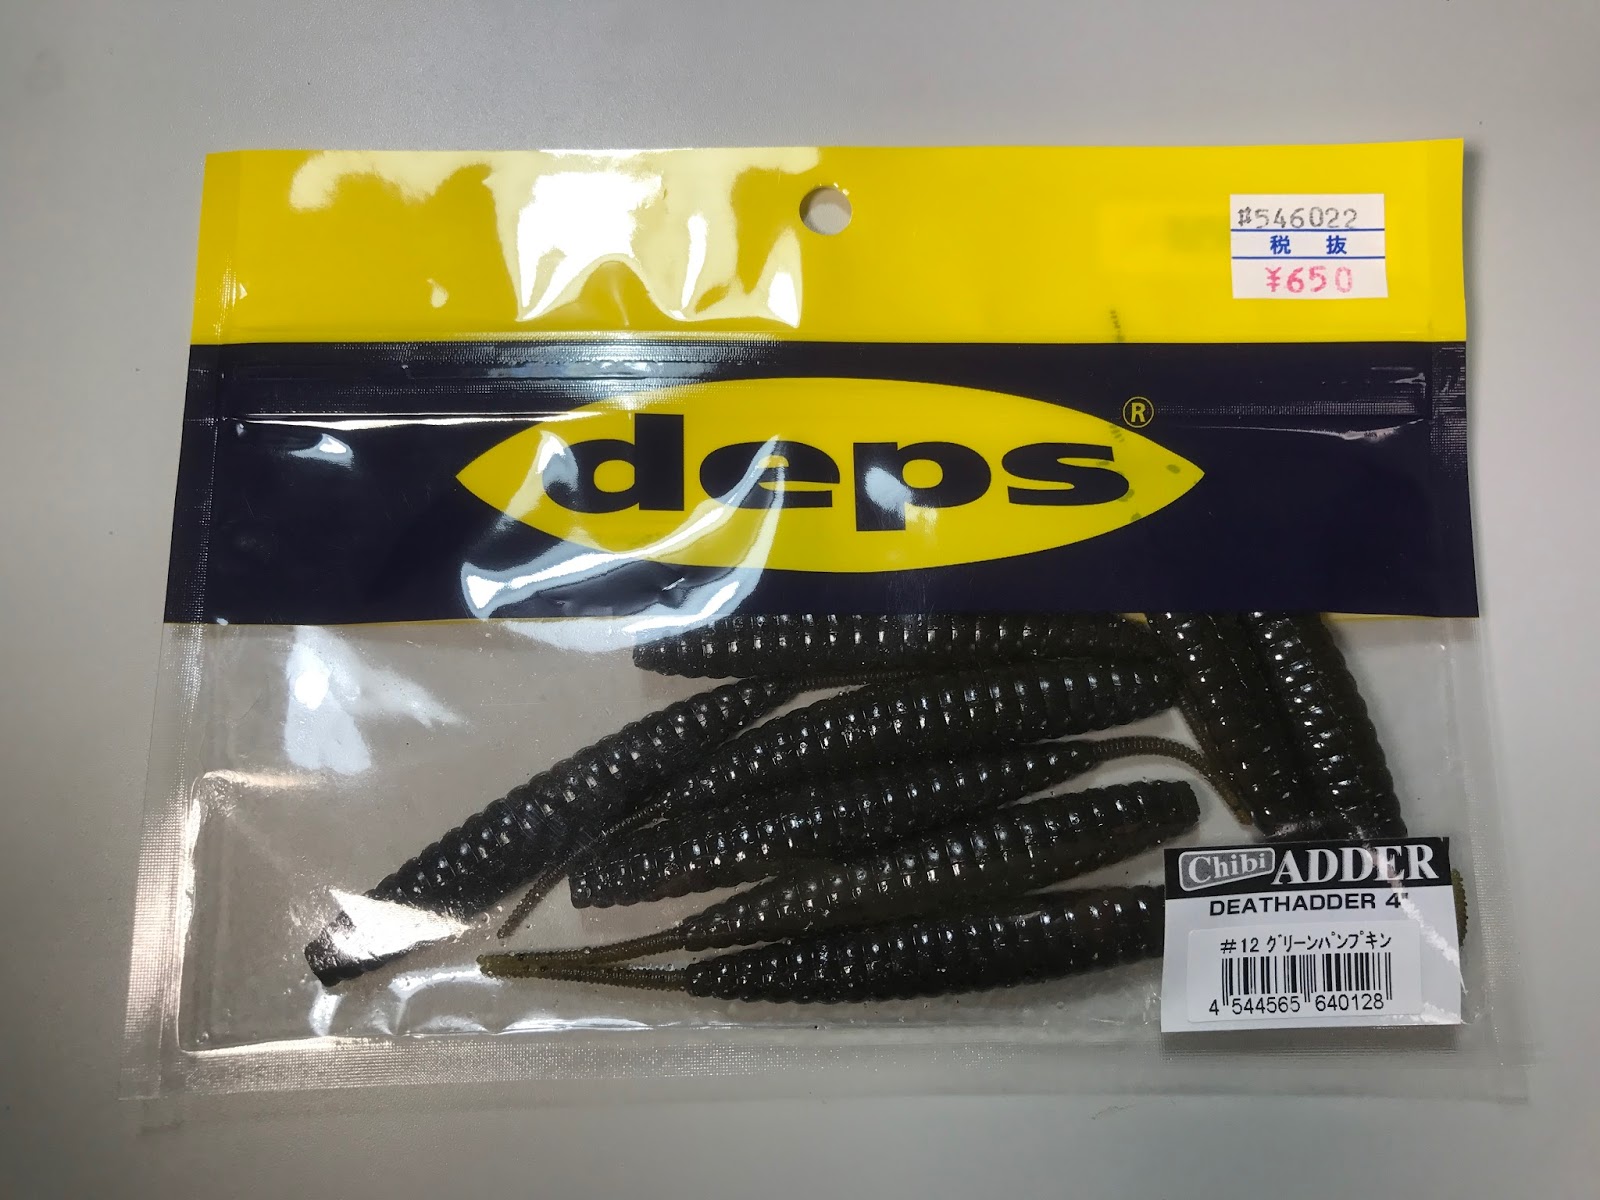 #546022
税 抜
¥650
deps®
Chibi ADDER
DEATHADDER 4"
#12 ｸﾞﾘｰﾝﾊﾟﾝﾌﾟｷﾝ
4 544565 640128